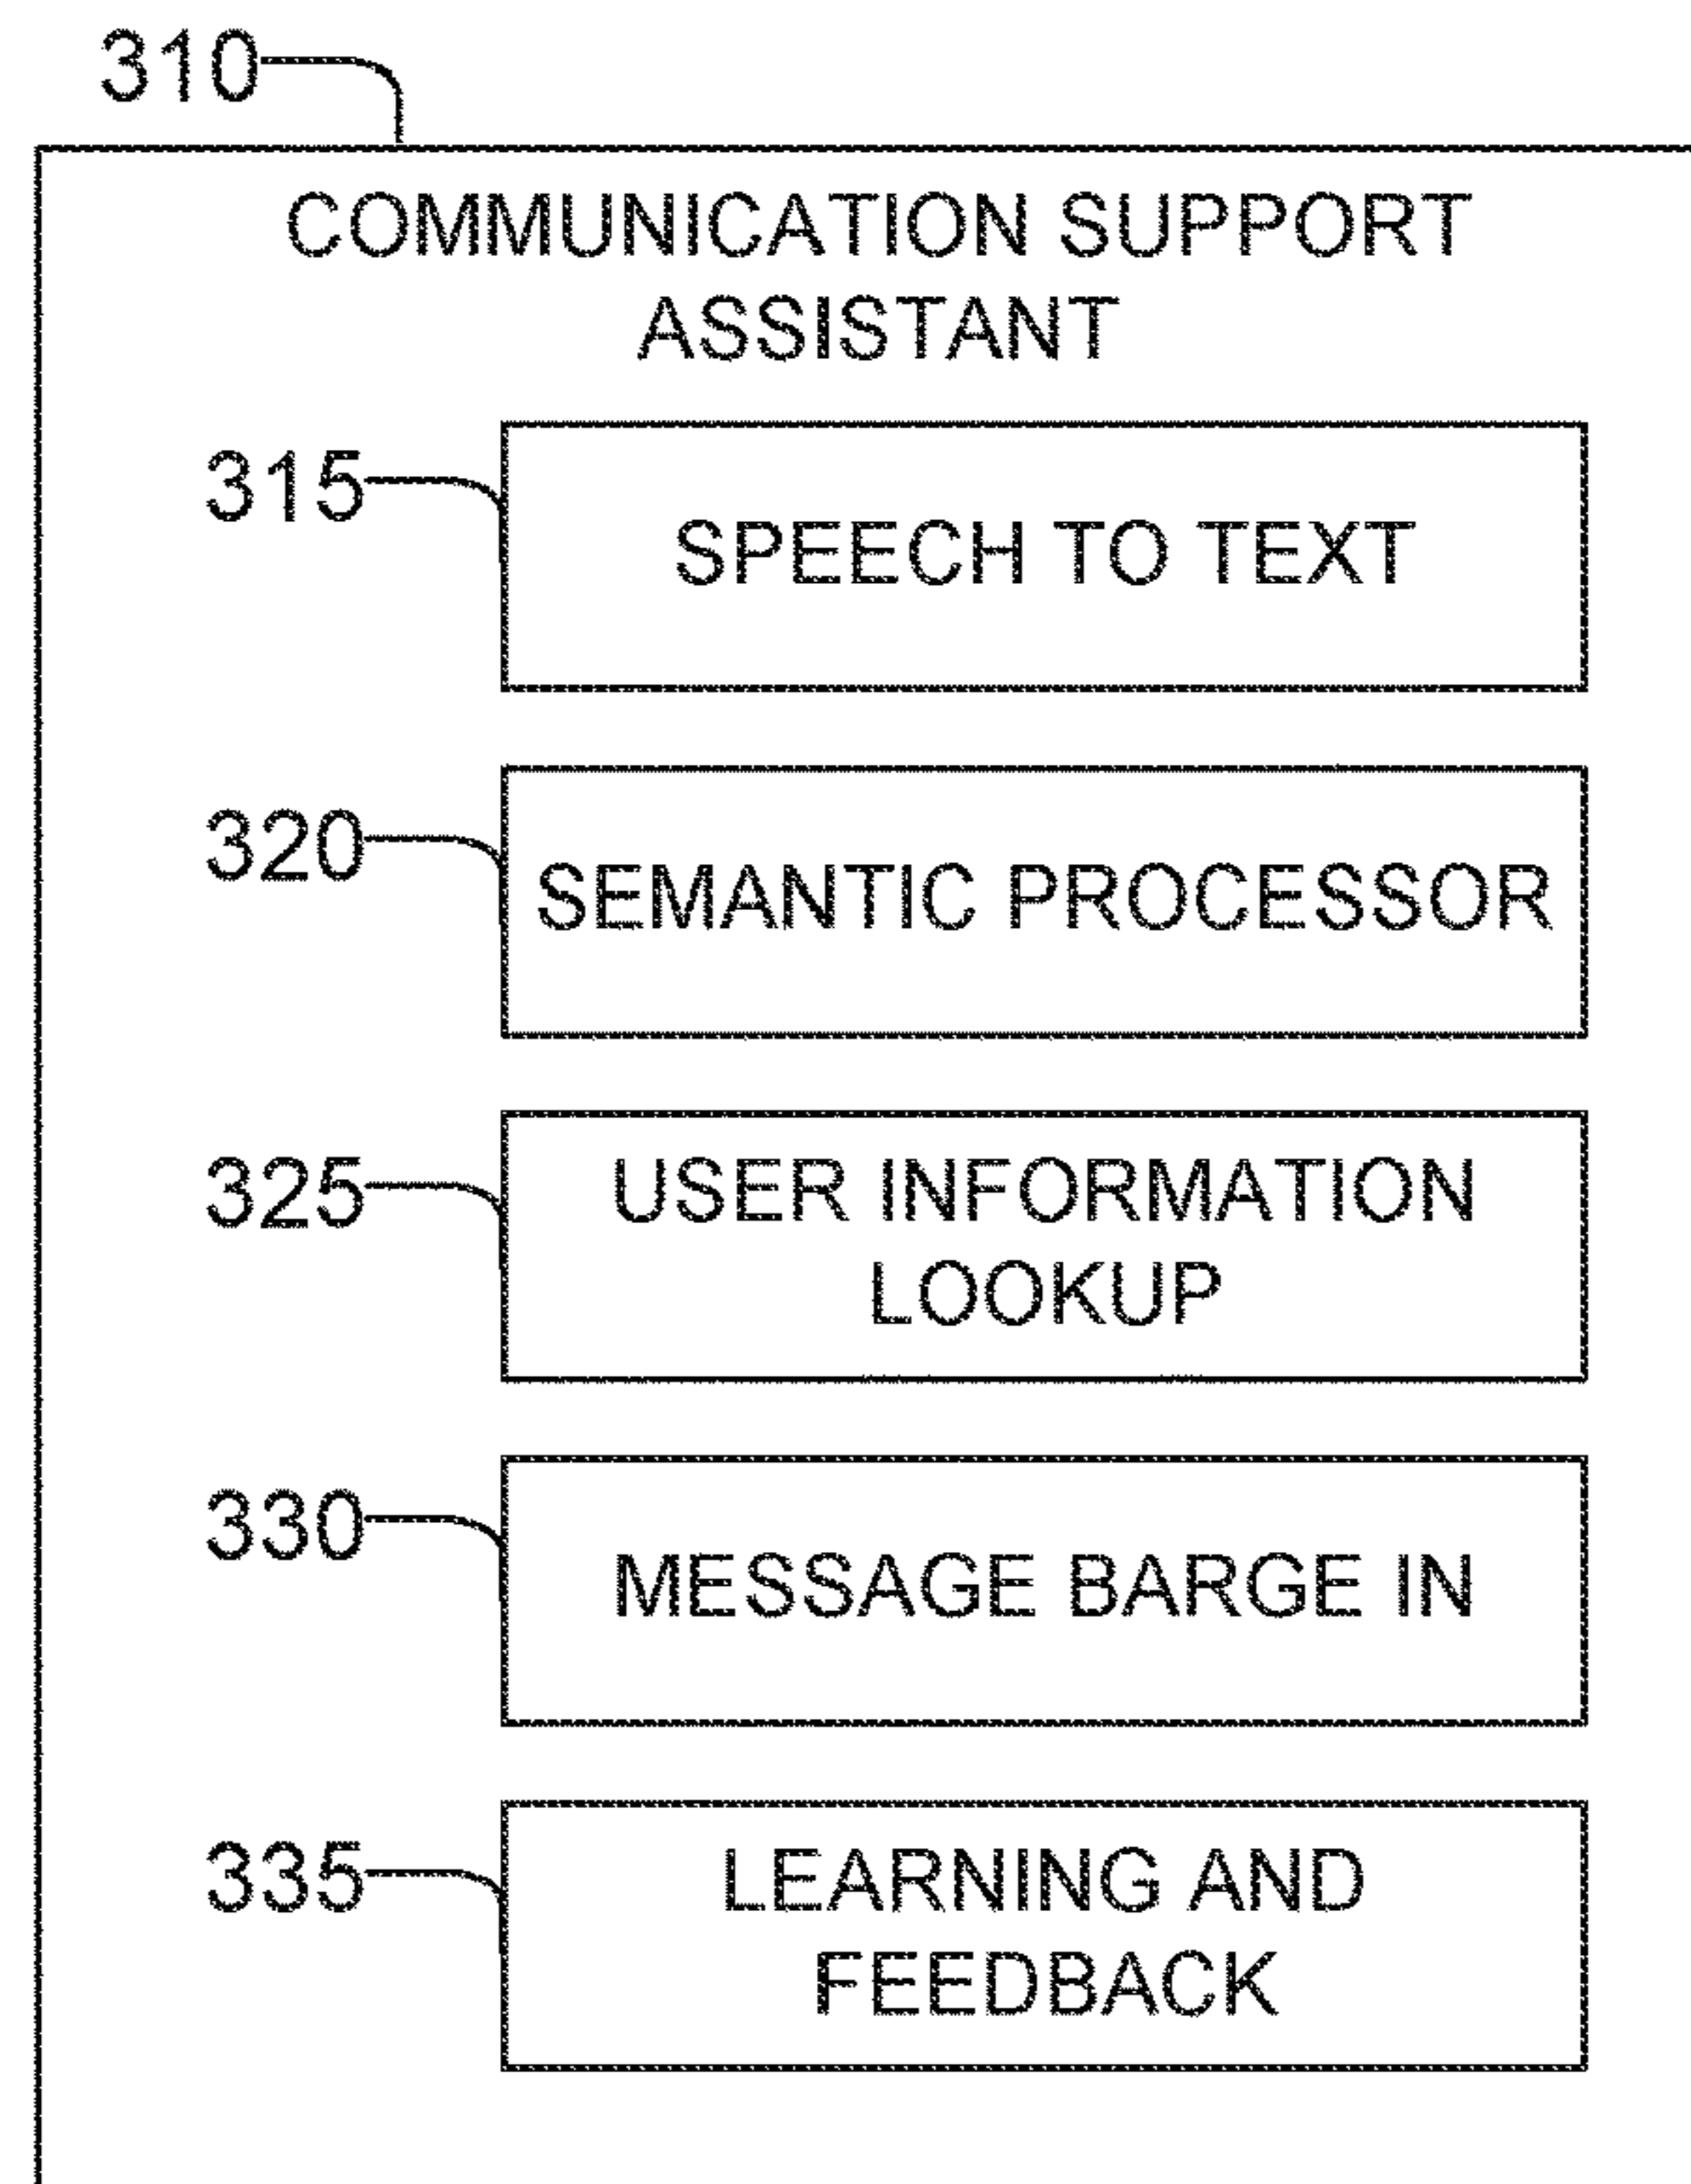 310
COMMUNICATION SUPPORT
ASSISTANT
315
SPEECH TO TEXT
320
SEMANTIC PROCESSOR
325
USER INFORMATION
LOOKUP
330
MESSAGE BARGE IN
335
LEARNING AND
FEEDBACK